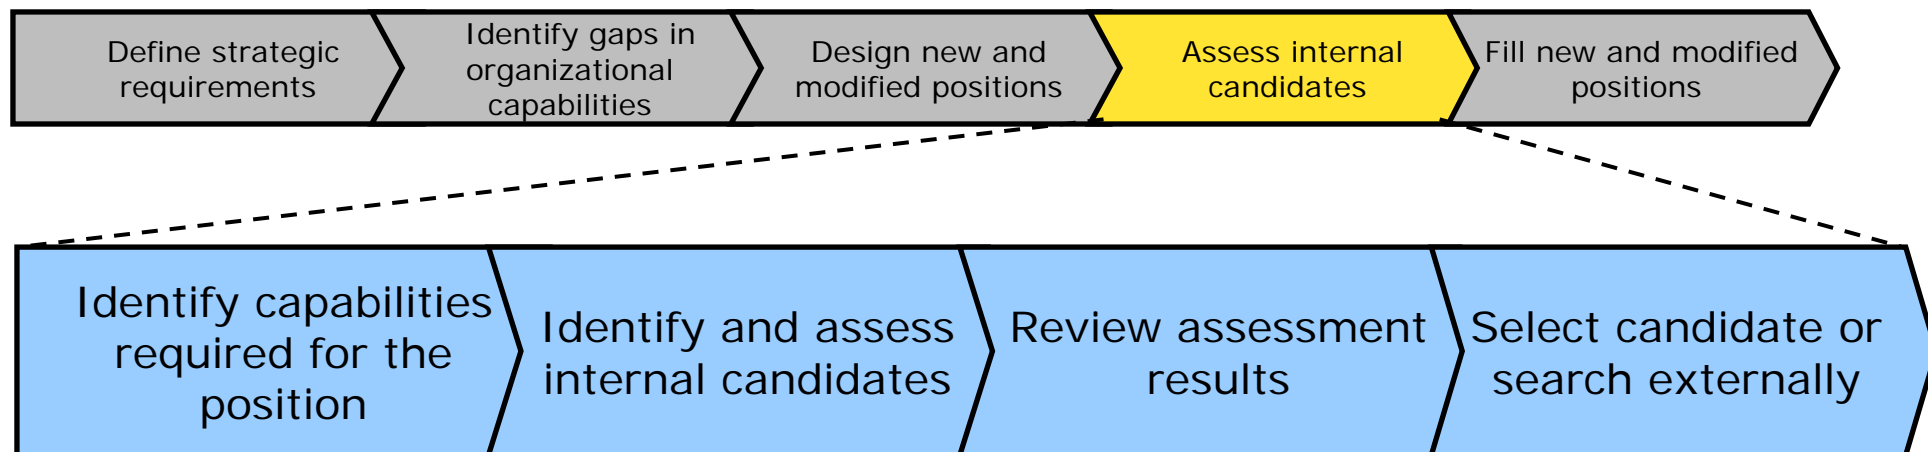 Define strategic
requirements
Identify gaps in
organizational
capabilities
Design new and
modified positions
Assess internal
candidates
Fill new and modified
positions
Identify capabilities
required for the
position
Identify and assess
internal candidates
Review assessment
results
Select candidate or
search externally